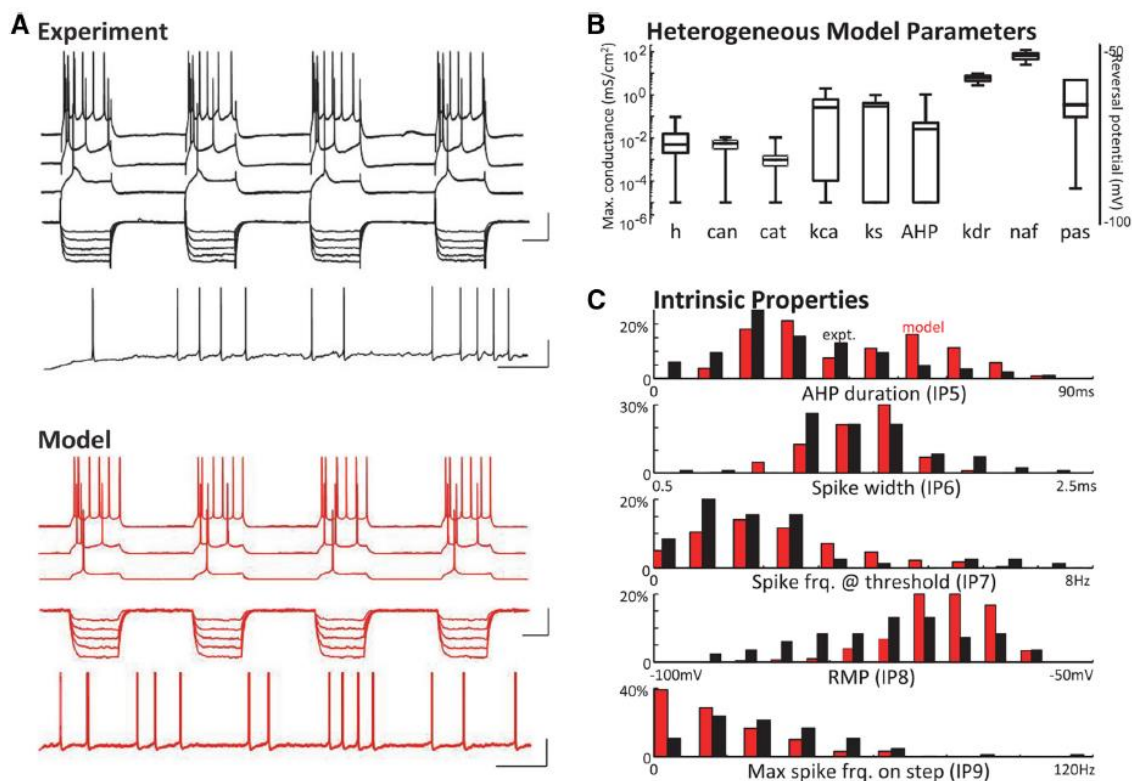 A
Experiment
Model
B
Heterogeneous Model Parameters
Max. conductance (mS/cm²)
10²
10⁰
10⁻²
10⁻⁴
10⁻⁶
h can cat kca ks AHP kdr naf pas
-50
Reversal potential (mV)
-100
C
Intrinsic Properties
20%
expt.
model
0
0
AHP duration (IP5)
90ms
30%
0
0.5
Spike width (IP6)
2.5ms
20%
0
0
Spike frq. @ threshold (IP7)
8Hz
20%
0
-100mV
RMP (IP8)
-50mV
40%
0
0
Max spike frq. on step (IP9)
120Hz